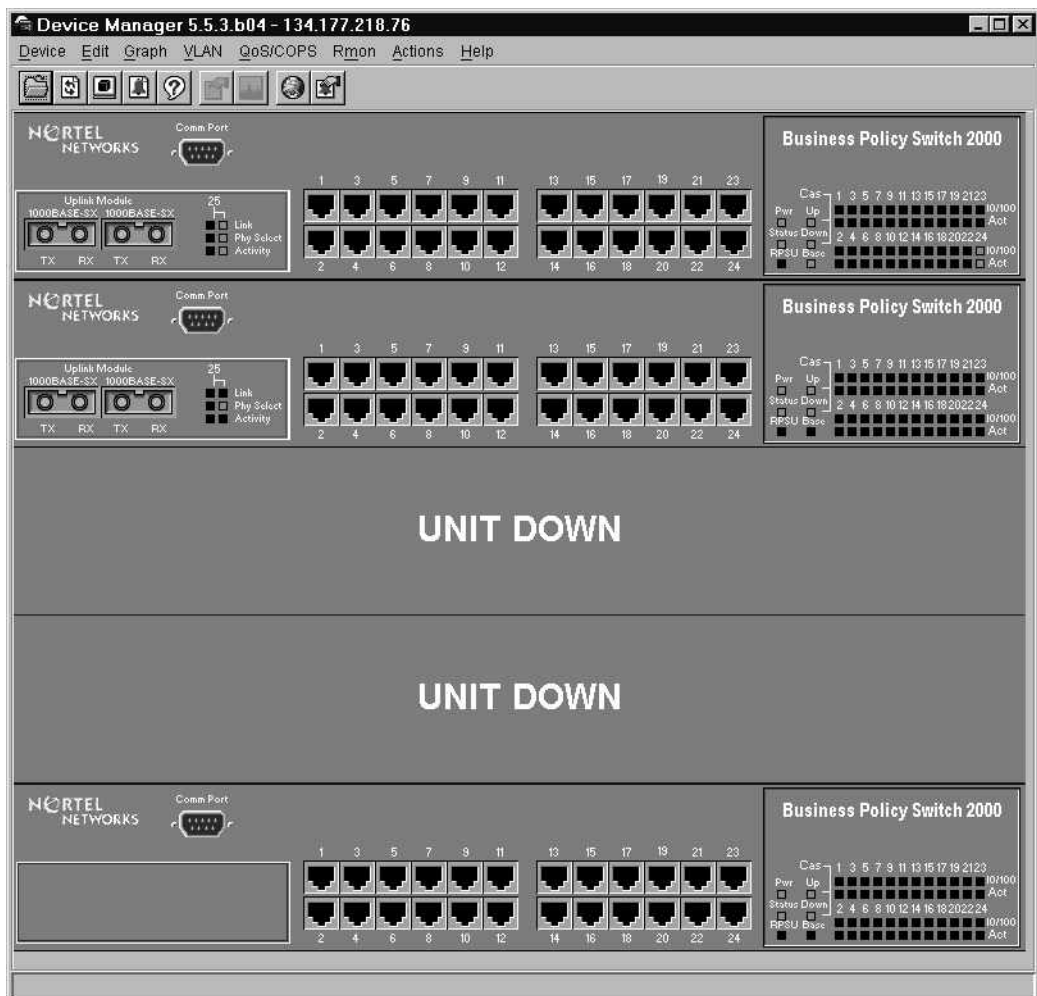 Device Manager 5.5.3.b04 - 134.177.218.76
Device Edit Graph VLAN QoS/COPS Rmon Actions Help
NORTEL
NETWORKS
Comm Port
Business Policy Switch 2000
1 3 5 7 9 11 13 15 17 19 21 23
Uplink Module
1000BASE-SX 1000BASE-SX
25
Link
Phy Select
Activity
TX RX TX RX
2 4 6 8 10 12 14 16 18 20 22 24
Cas 1 3 5 7 9 11 13 15 17 19 21 23
Pwr Up 10/100
Act
Status Down 2 4 6 8 10 12 14 16 18 20 22 24
RPSU Base 10/100
Act
NORTEL
NETWORKS
Comm Port
Business Policy Switch 2000
1 3 5 7 9 11 13 15 17 19 21 23
Uplink Module
1000BASE-SX 1000BASE-SX
25
Link
Phy Select
Activity
TX RX TX RX
2 4 6 8 10 12 14 16 18 20 22 24
Cas 1 3 5 7 9 11 13 15 17 19 21 23
Pwr Up 10/100
Act
Status Down 2 4 6 8 10 12 14 16 18 20 22 24
RPSU Base 10/100
Act
UNIT DOWN
UNIT DOWN
NORTEL
NETWORKS
Comm Port
Business Policy Switch 2000
1 3 5 7 9 11 13 15 17 19 21 23
2 4 6 8 10 12 14 16 18 20 22 24
Cas 1 3 5 7 9 11 13 15 17 19 21 23
Pwr Up 10/100
Act
Status Down 2 4 6 8 10 12 14 16 18 20 22 24
RPSU Base 10/100
Act